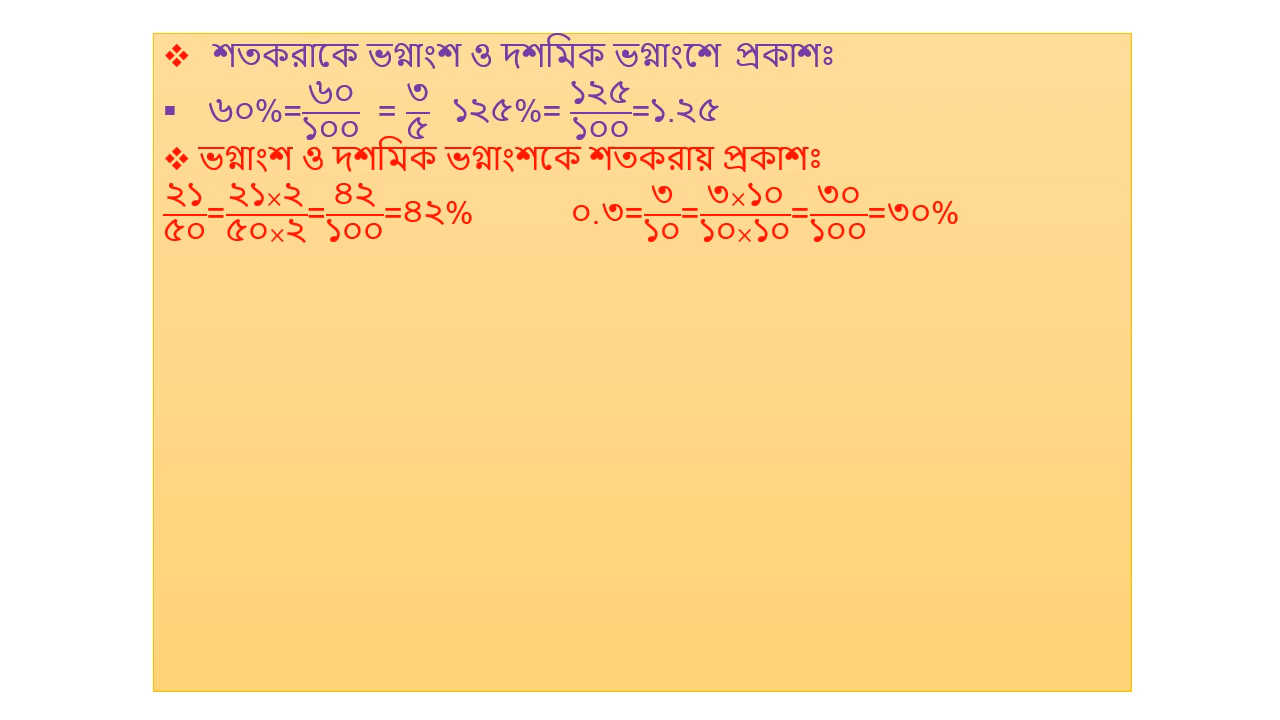 ❖ শতকরাকে ভগ্নাংশ ও দশমিক ভগ্নাংশে প্রকাশঃ
▪ ৬০%=৬০/১০০ = ৩/৫ ১২৫%= ১২৫/১০০=১.২৫
❖ ভগ্নাংশ ও দশমিক ভগ্নাংশকে শতকরায় প্রকাশঃ
২১/৫০=২১×২/৫০×২=৪২/১০০=৪২% ০.৩=৩/১০=৩×১০/১০×১০=৩০/১০০=৩০%